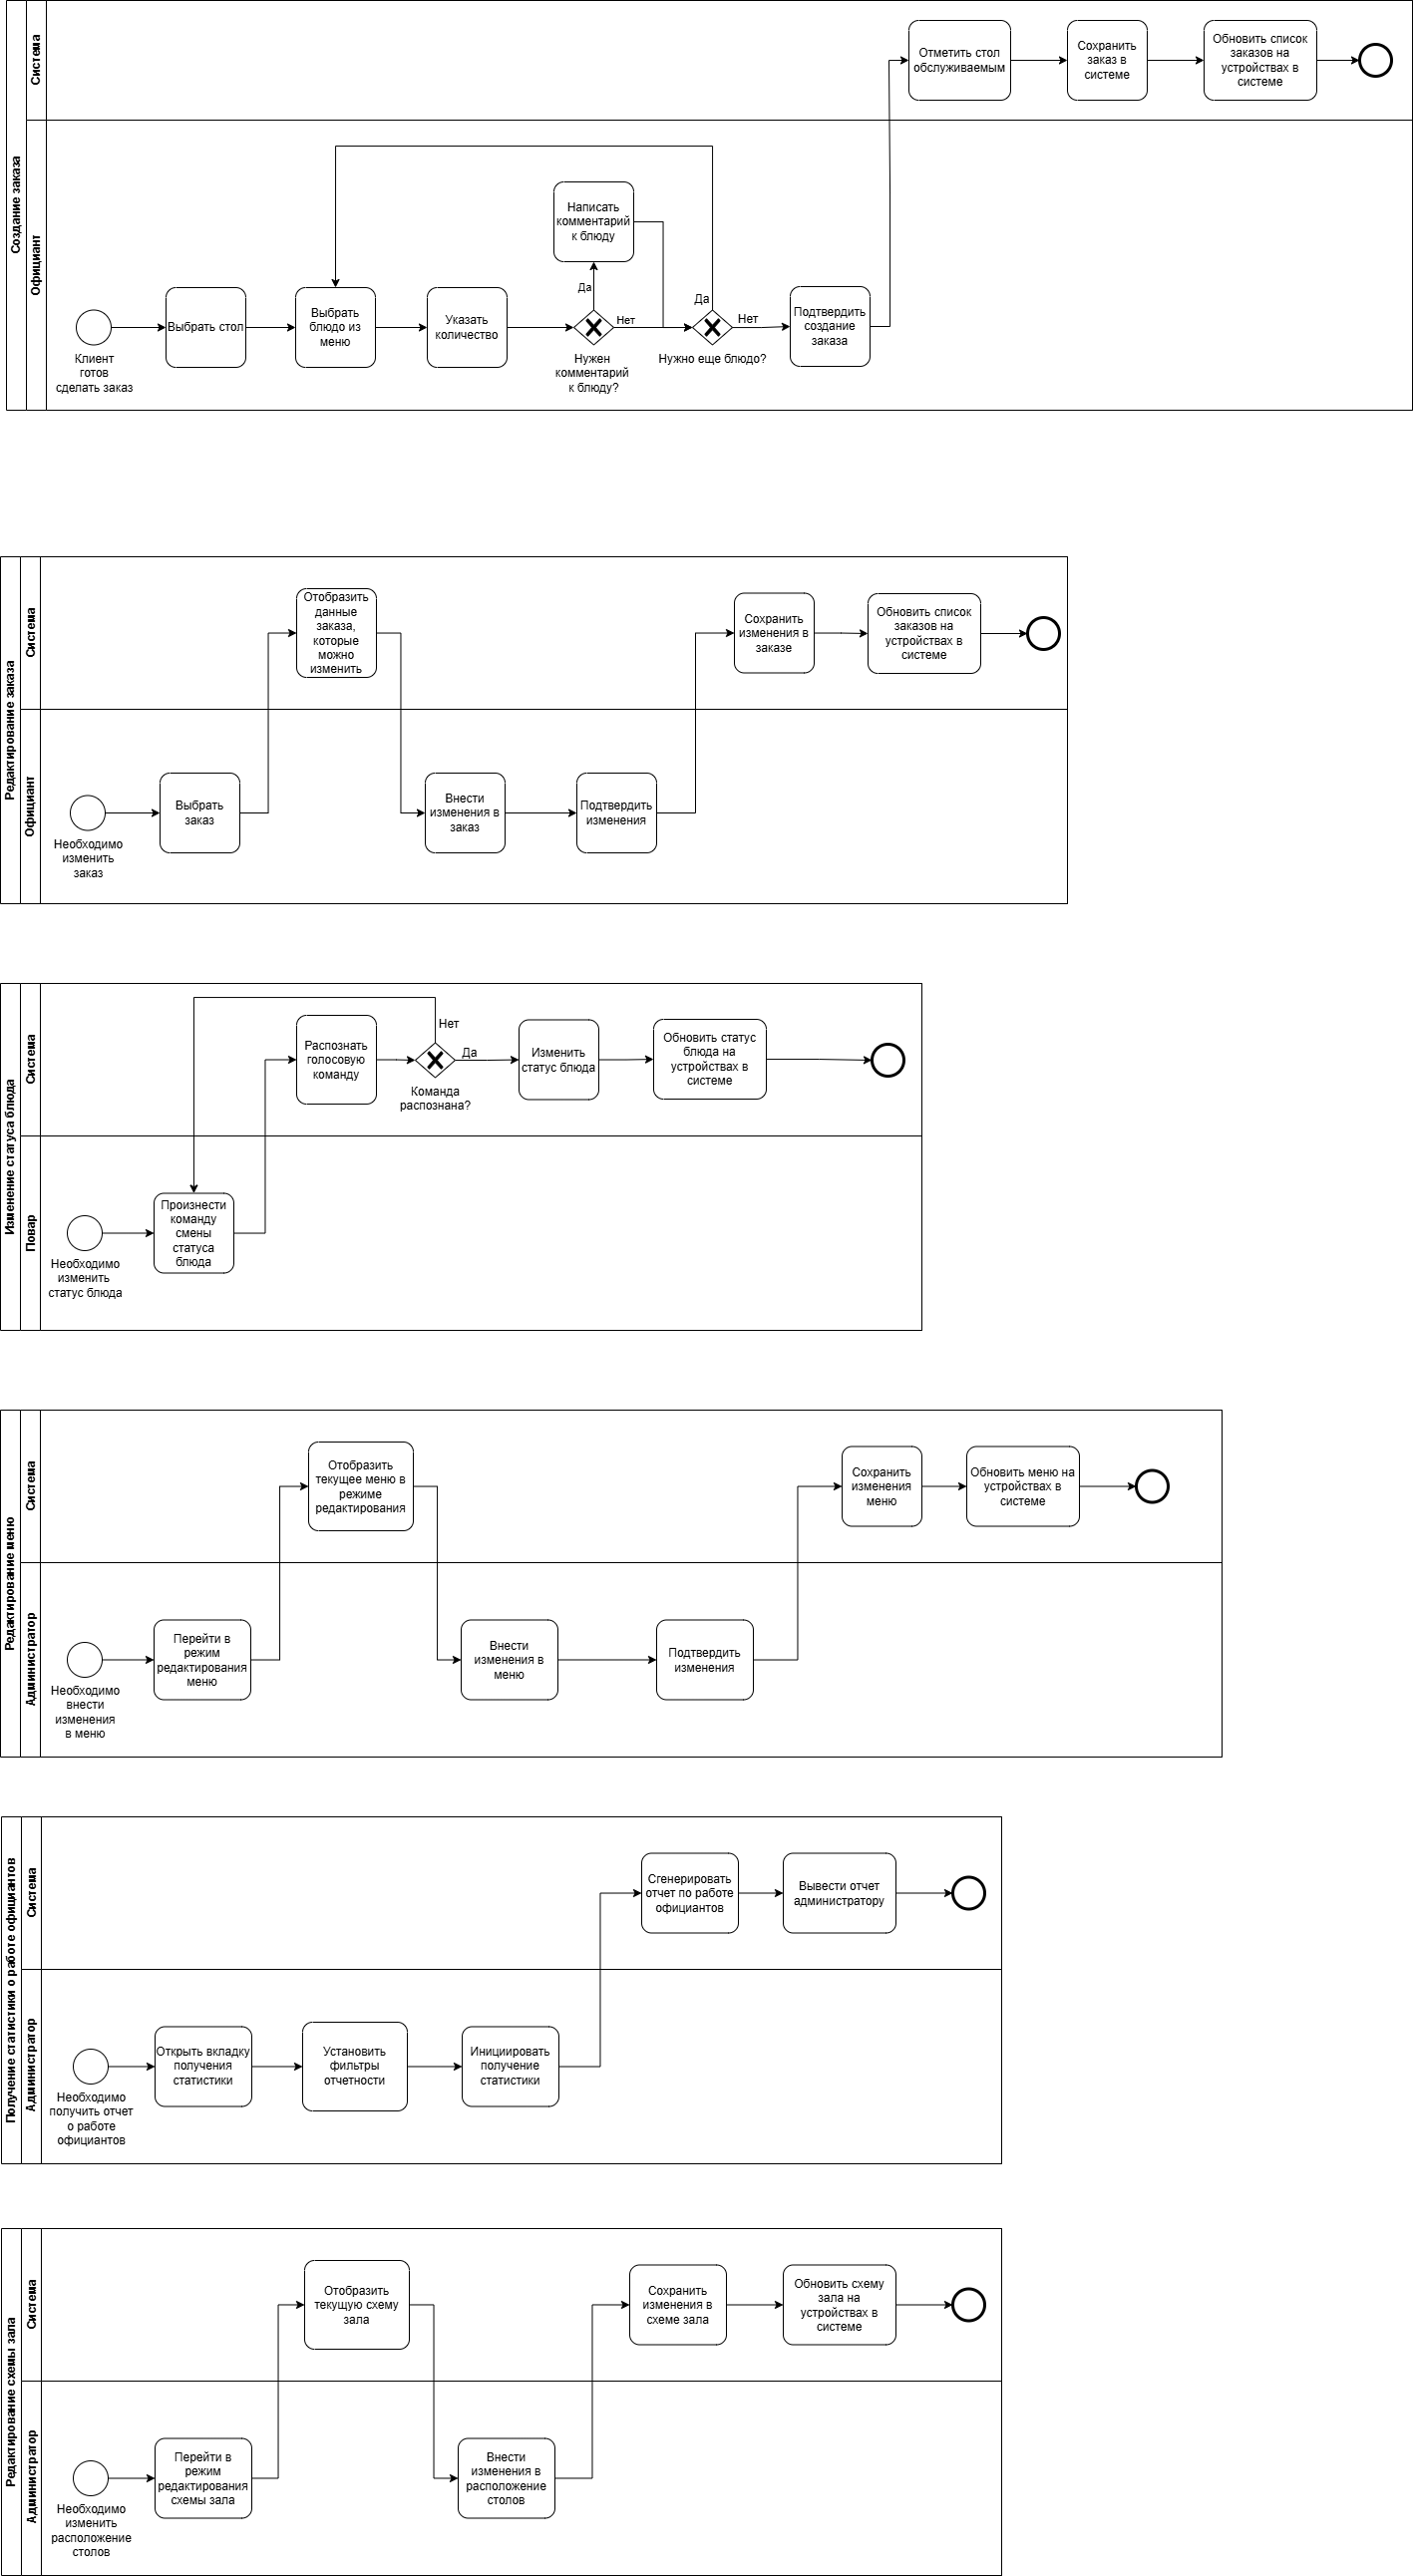 Создание заказа
Система
Отметить стол
обслуживаемым
Сохранить
заказ в
системе
Обновить список
заказов на
устройствах в
системе
Официант
Клиент
готов
сделать заказ
Выбрать стол
Выбрать
блюдо из
меню
Указать
количество
Написать
комментарий
к блюду
Да
Нет
Нужен
комментарий
к блюду?
Да
Нет
Нужно еще блюдо?
Подтвердить
создание
заказа
Редактирование заказа
Система
Отобразить
данные
заказа,
которые
можно
изменить
Сохранить
изменения в
заказе
Обновить список
заказов на
устройствах в
системе
Официант
Необходимо
изменить
заказ
Выбрать
заказ
Внести
изменения в
заказ
Подтвердить
изменения
Изменение статуса блюда
Система
Распознать
голосовую
команду
Нет
Да
Команда
распознана?
Изменить
статус блюда
Обновить статус
блюда на
устройствах в
системе
Повар
Необходимо
изменить
статус блюда
Произнести
команду
смены
статуса
блюда
Редактирование меню
Система
Отобразить
текущее меню в
режиме
редактирования
Сохранить
изменения
меню
Обновить меню на
устройствах в
системе
Администратор
Необходимо
внести
изменения
в меню
Перейти в
режим
редактирования
меню
Внести
изменения в
меню
Подтвердить
изменения
Получение статистики о работе официантов
Система
Сгенерировать
отчет по работе
официантов
Вывести отчет
администратору
Администратор
Необходимо
получить отчет
о работе
официантов
Открыть вкладку
получения
статистики
Установить
фильтры
отчетности
Инициировать
получение
статистики
Редактирование схемы зала
Система
Отобразить
текущую схему
зала
Сохранить
изменения в
схеме зала
Обновить схему
зала на
устройствах в
системе
Администратор
Необходимо
изменить
расположение
столов
Перейти в
режим
редактирования
схемы зала
Внести
изменения в
расположение
столов